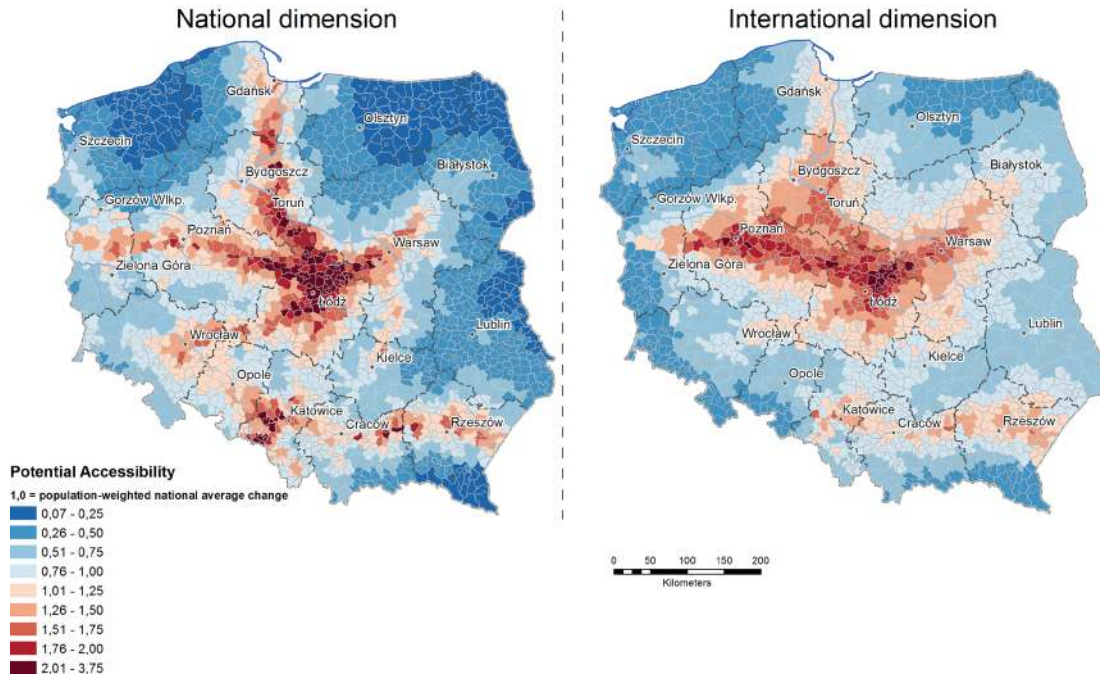 National dimension
International dimension
Gdańsk
Olsztyn
Szczecin
Białystok
Bydgoszcz
Toruń
Gorzów Wlkp.
Poznań
Warsaw
Zielona Góra
Łódź
Lublin
Wrocław
Kielce
Opole
Katowice
Craców
Rzeszów
Gdańsk
Olsztyn
Szczecin
Białystok
Bydgoszcz
Toruń
Gorzów Wlkp.
Poznań
Warsaw
Zielona Góra
Łódź
Lublin
Wrocław
Kielce
Opole
Katowice
Craców
Rzeszów
Potential Accessibility
1,0 = population-weighted national average change
0,07 - 0,25
0,26 - 0,50
0,51 - 0,75
0,76 - 1,00
1,01 - 1,25
1,26 - 1,50
1,51 - 1,75
1,76 - 2,00
2,01 - 3,75
0 50 100 150 200
Kilometers